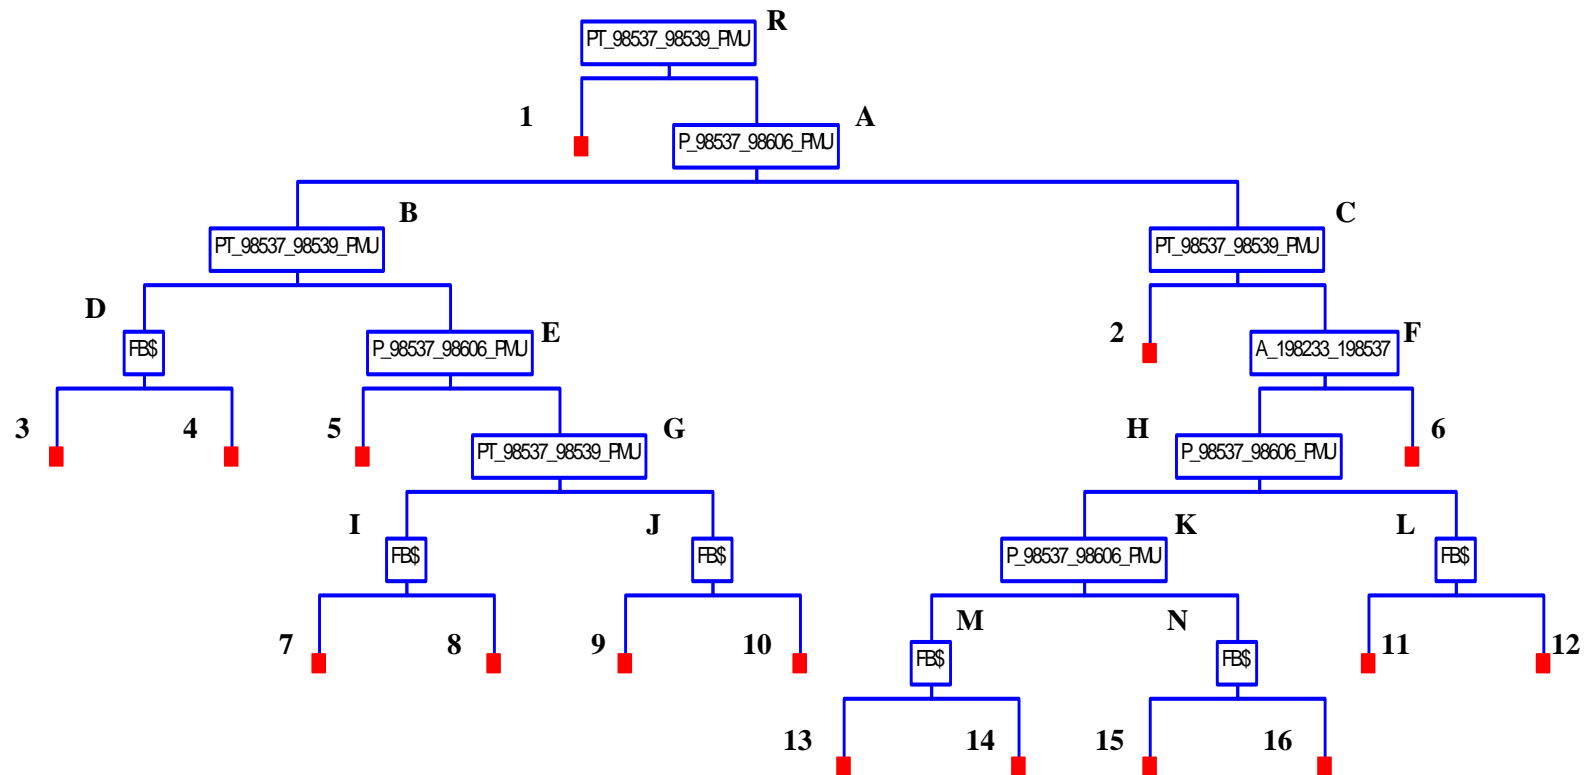 R
PT_98537_98539_PMU
1
A
P_98537_98606_PMU
B
C
PT_98537_98539_PMU
PT_98537_98539_PMU
D
E
2
F
FB$
P_98537_98606_PMU
A_198233_198537
3
4
5
G
H
6
PT_98537_98539_PMU
P_98537_98606_PMU
I
J
K
L
FB$
FB$
P_98537_98606_PMU
FB$
7
8
9
10
M
N
11
12
FB$
FB$
13
14
15
16